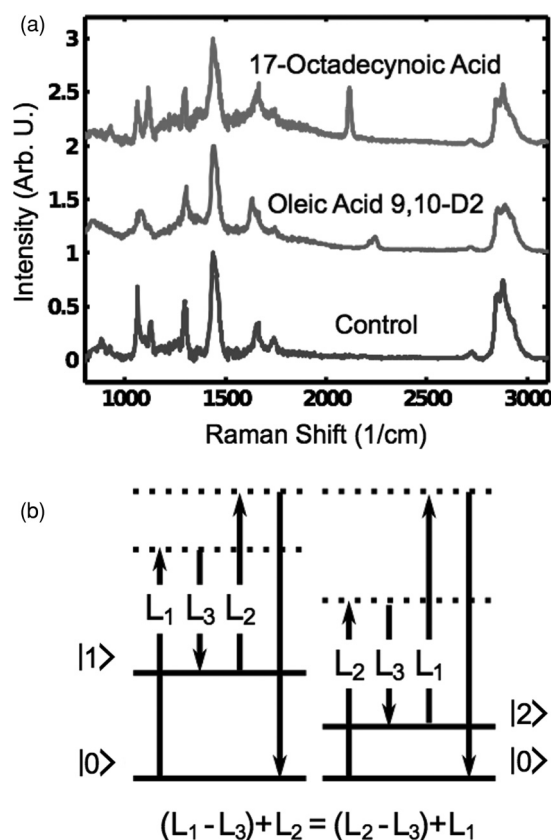 (a)
3
17-Octadecynoic Acid
2.5
2
1.5
Oleic Acid 9,10-D2
1
0.5
Control
0
Intensity (Arb. U.)
1000 1500 2000 2500 3000
Raman Shift (1/cm)
(b)
L₁ L₃ L₂
L₂ L₃ L₁
|1>
|2>
|0> |0>
(L₁-L₃)+L₂ = (L₂-L₃)+L₁